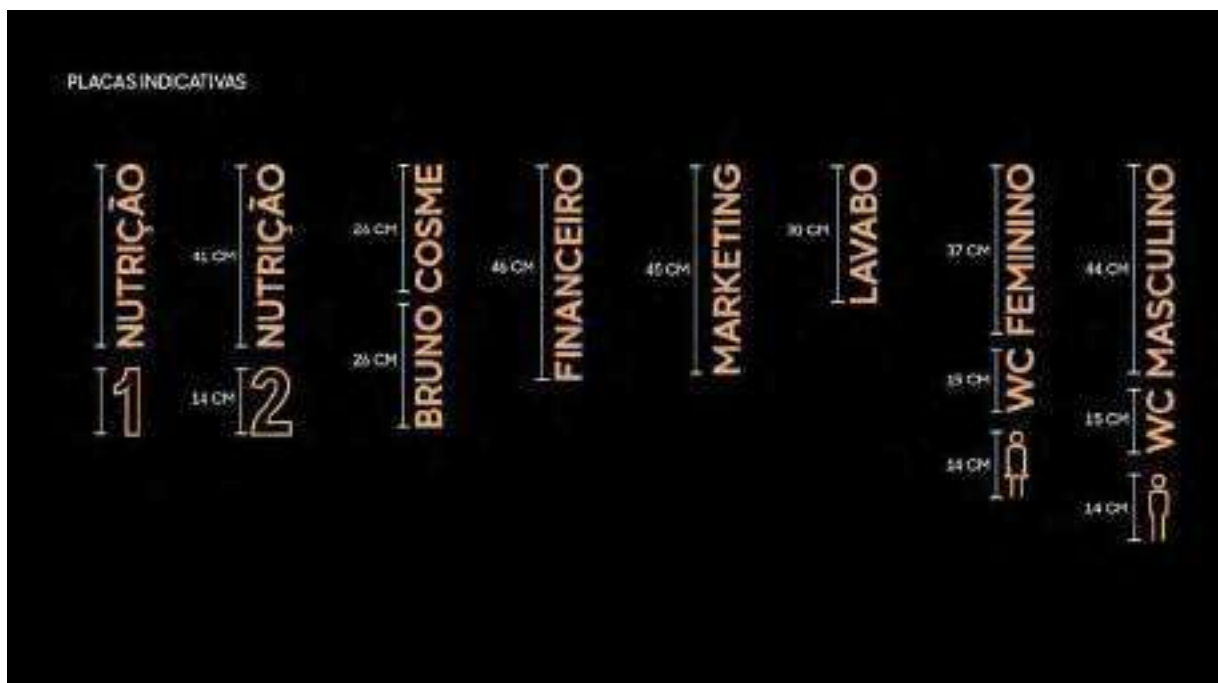 PLACAS INDICATIVAS
NUTRIÇÃO
1
NUTRIÇÃO
14 CM
2
26 CM
26 CM
BRUNO COSME
46 CM
FINANCEIRO
45 CM
MARKETING
30 CM
LAVABO
37 CM
15 CM
14 CM
WC FEMININO
44 CM
15 CM
14 CM
WC MASCULINO